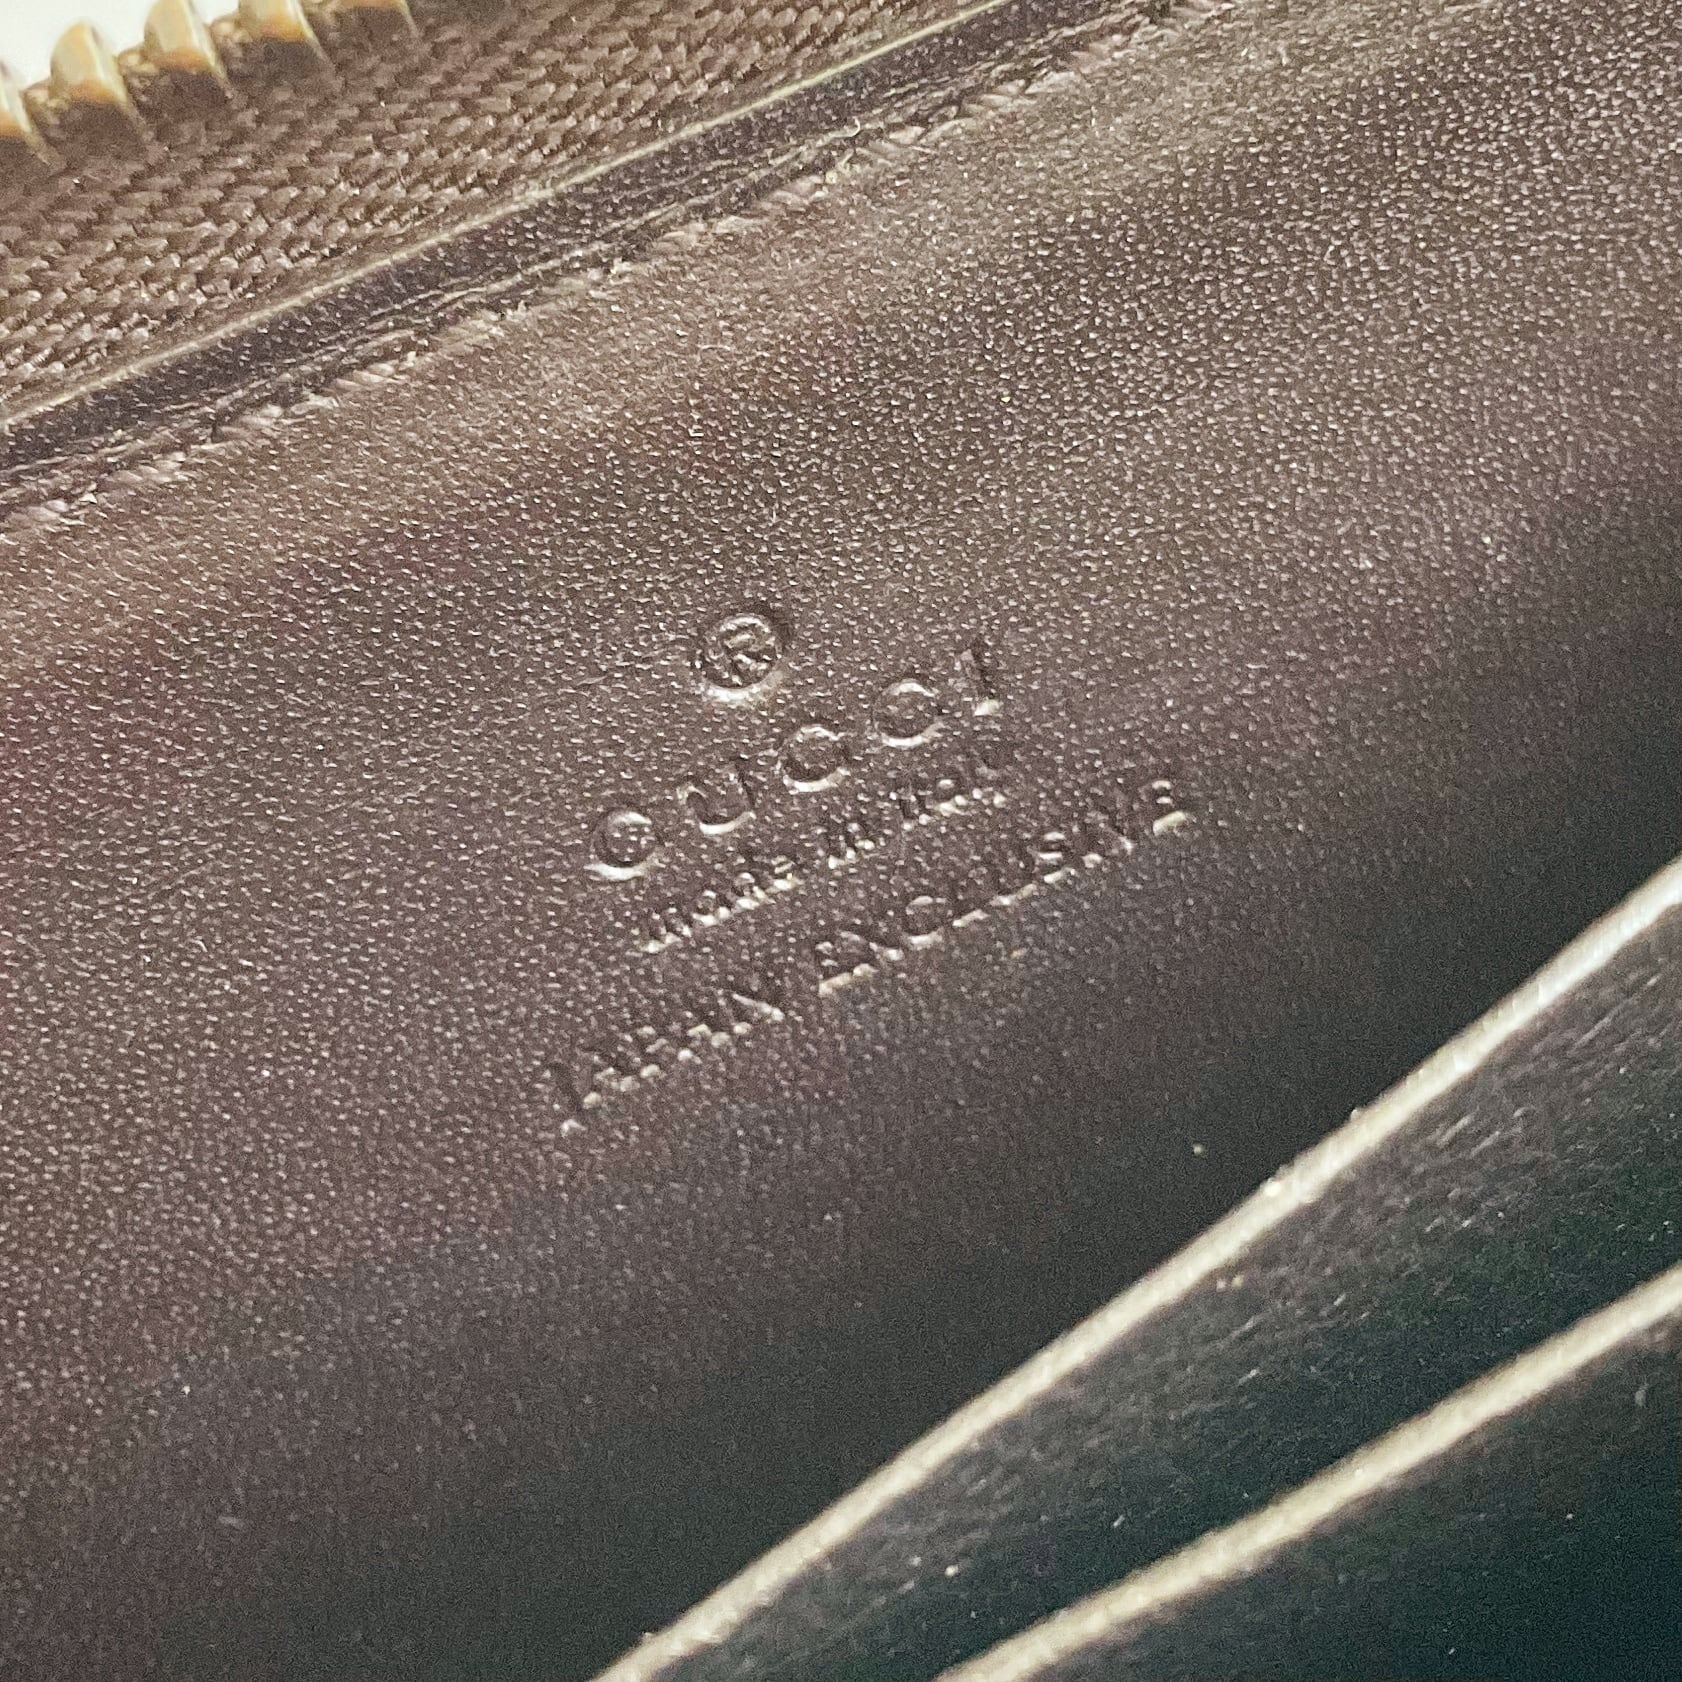 ®
GUCCI
made in italy
JAPAN EXCLUSIVE